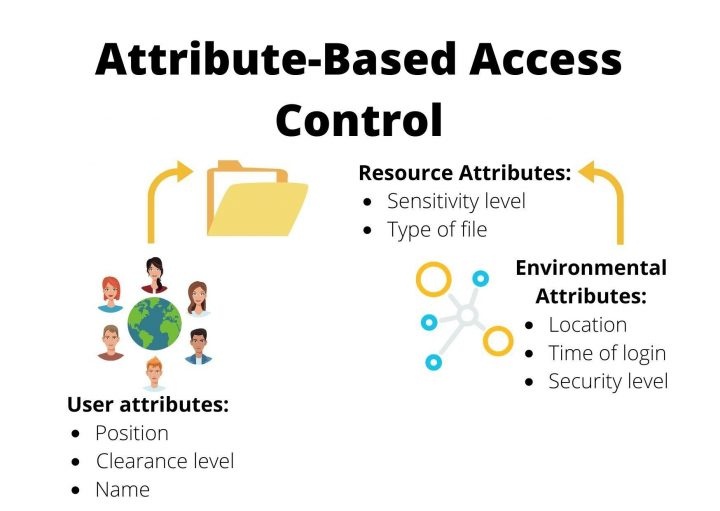 Attribute-Based Access
Control
Resource Attributes:
• Sensitivity level
• Type of file
Environmental
Attributes:
• Location
• Time of login
• Security level
User attributes:
• Position
• Clearance level
• Name